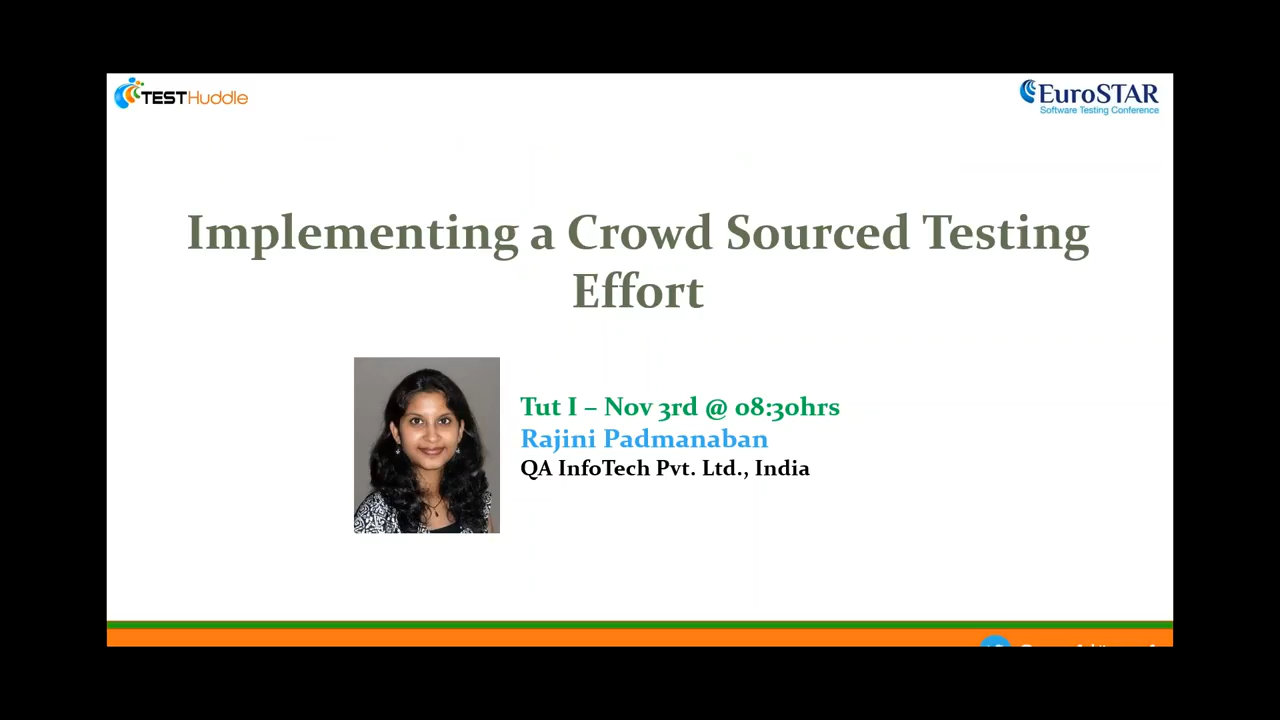 TESTHuddle
EuroSTAR
Software Testing Conference
Implementing a Crowd Sourced Testing
Effort
Tut I – Nov 3rd @ 08:30hrs
Rajini Padmanaban
QA InfoTech Pvt. Ltd., India